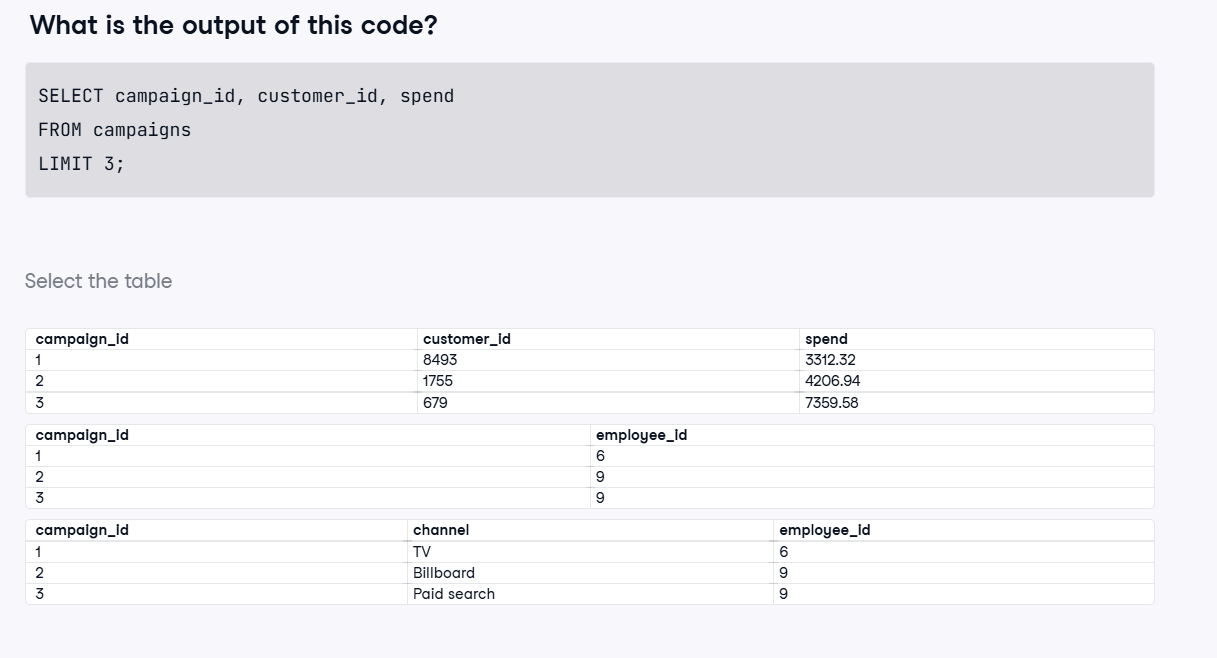 What is the output of this code?
SELECT campaign_id, customer_id, spend
FROM campaigns
LIMIT 3;
Select the table
campaign_id customer_id spend
1 8493 3312.32
2 1755 4206.94
3 679 7359.58
campaign_id employee_id
1 6
2 9
3 9
campaign_id channel employee_id
1 TV 6
2 Billboard 9
3 Paid search 9